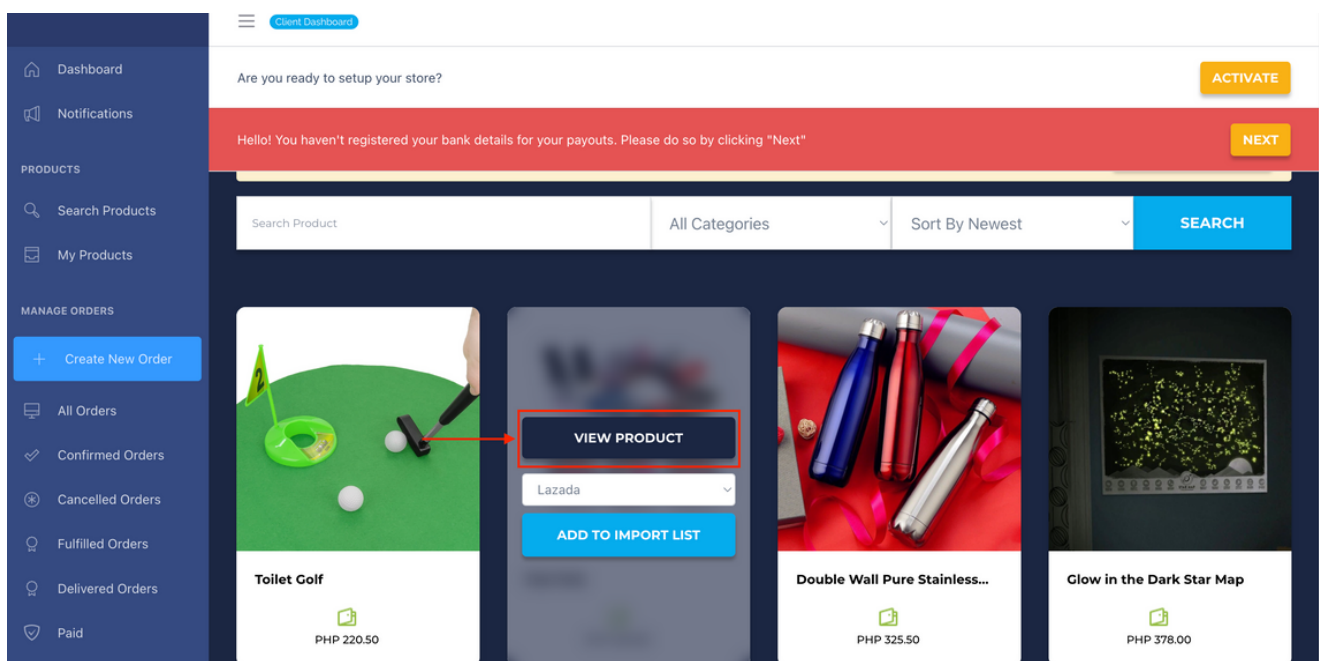 Client Dashboard
Dashboard
Notifications
PRODUCTS
Search Products
My Products
MANAGE ORDERS
+ Create New Order
All Orders
Confirmed Orders
Cancelled Orders
Fulfilled Orders
Delivered Orders
Paid
Are you ready to setup your store?
ACTIVATE
Hello! You haven't registered your bank details for your payouts. Please do so by clicking "Next"
NEXT
Search Product
All Categories
Sort By Newest
SEARCH
2
VIEW PRODUCT
Lazada
ADD TO IMPORT LIST
Toilet Golf
PHP 220.50
Double Wall Pure Stainless...
PHP 325.50
Glow in the Dark Star Map
PHP 378.00